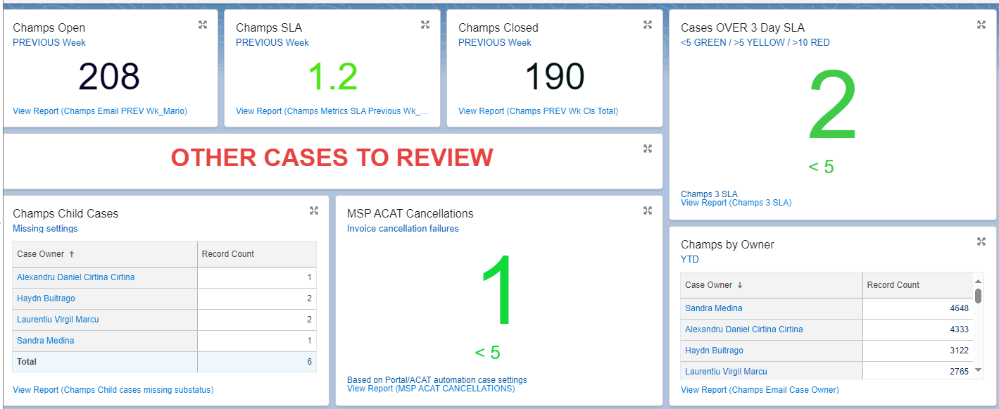 Champs Open
PREVIOUS Week
208
View Report (Champs Email PREV Wk_Mario)
Champs SLA
PREVIOUS Week
1.2
View Report (Champs Metrics SLA Previous Wk_...
Champs Closed
PREVIOUS Week
190
View Report (Champs PREV Wk Cls Total)
Cases OVER 3 Day SLA
<5 GREEN / >5 YELLOW / >10 RED
2
< 5
Champs 3 SLA
View Report (Champs 3 SLA)
OTHER CASES TO REVIEW
Champs Child Cases
Missing settings
Case Owner ↑ Record Count
Alexandru Daniel Cirtina Cirtina 1
Haydn Buitrago 2
Laurentiu Virgil Marcu 2
Sandra Medina 1
Total 6
View Report (Champs Child cases missing substatus)
MSP ACAT Cancellations
Invoice cancellation failures
1
< 5
Based on Portal/ACAT automation case settings
View Report (MSP ACAT CANCELLATIONS)
Champs by Owner
YTD
Case Owner ↓ Record Count
Sandra Medina 4648
Alexandru Daniel Cirtina Cirtina 4333
Haydn Buitrago 3122
Laurentiu Virgil Marcu 2765
View Report (Champs Email Case Owner)